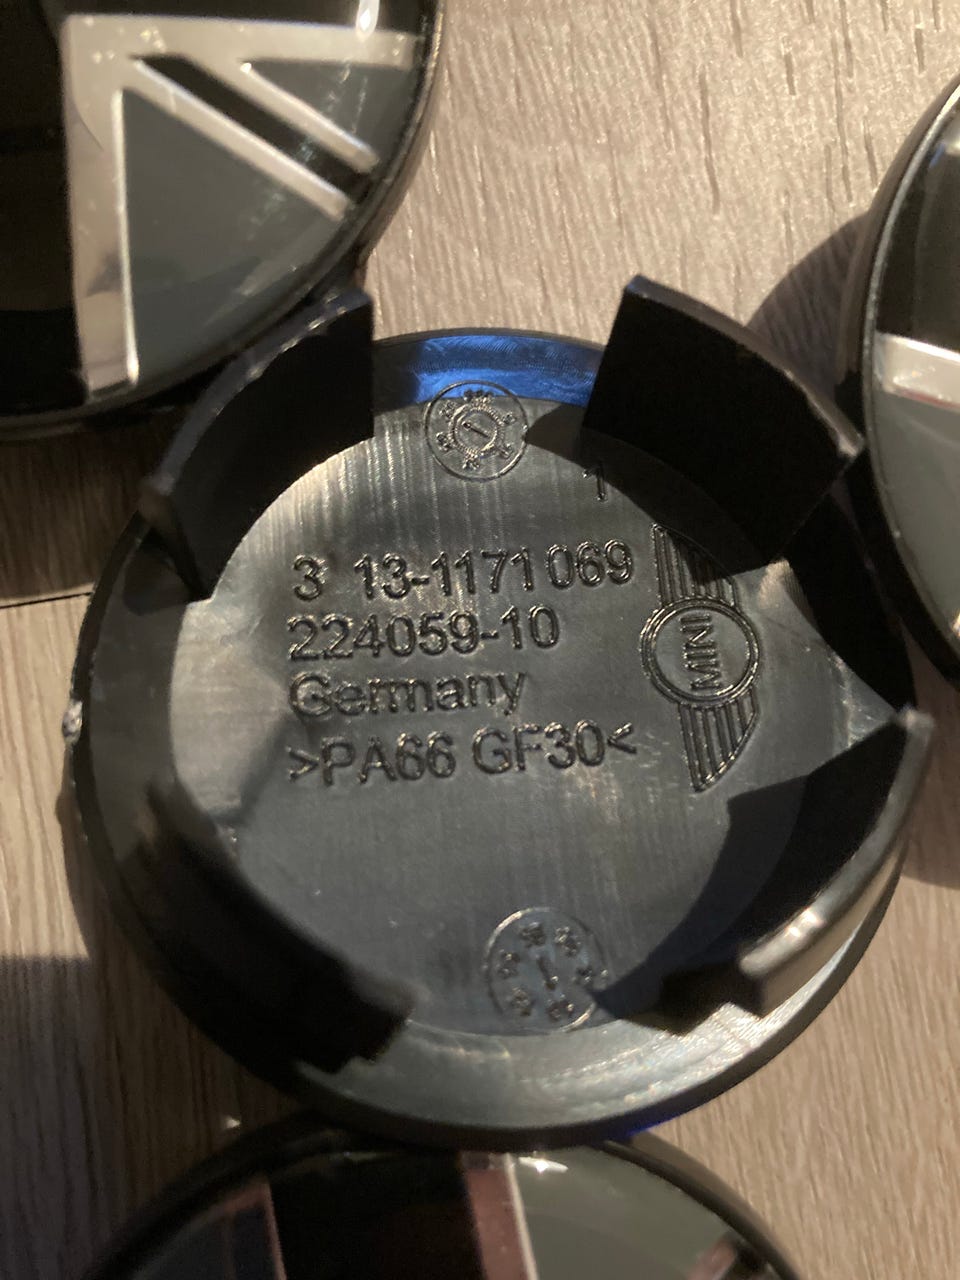 1
3 13-1171 069
224059-10
Germany
>PA66 GF30<
MINI